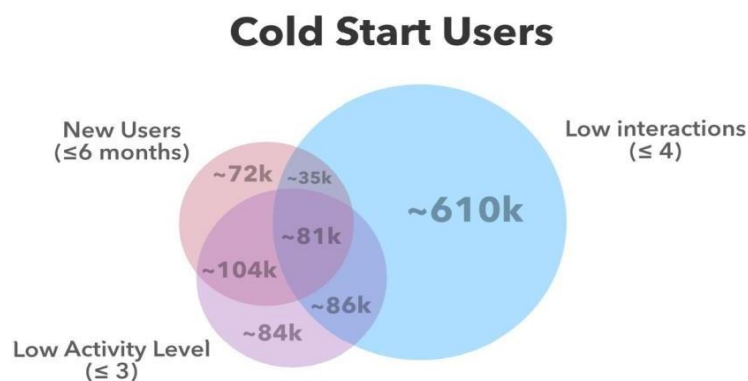 Cold Start Users
New Users
(≤6 months)
Low interactions
(≤ 4)
~72k
~35k
~610k
~81k
~104k
~86k
~84k
Low Activity Level
(≤ 3)